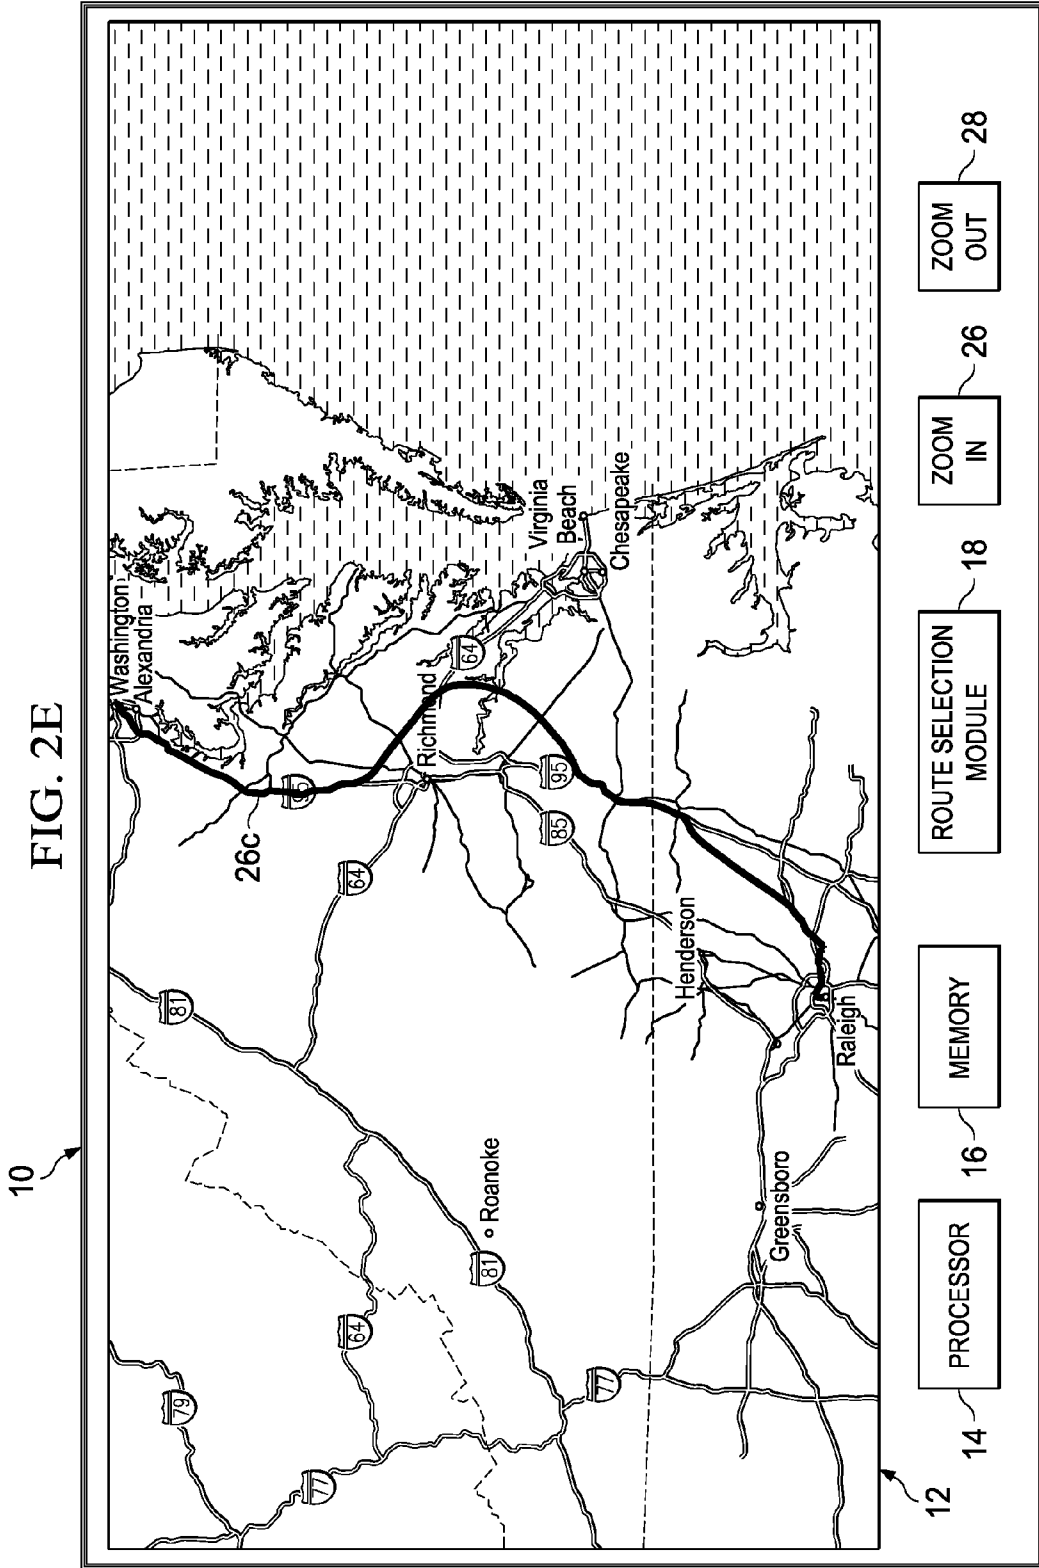 FIG. 2E
10
Washington
Alexandria
81
79
95
26c
77
64
64
Richmond
64
Roanoke
81
Virginia
Beach
Chesapeake
95
85
77
Henderson
Greensboro
Raleigh
12
14
PROCESSOR
16
MEMORY
ROUTE SELECTION
MODULE
18
ZOOM
IN
26
ZOOM
OUT
28